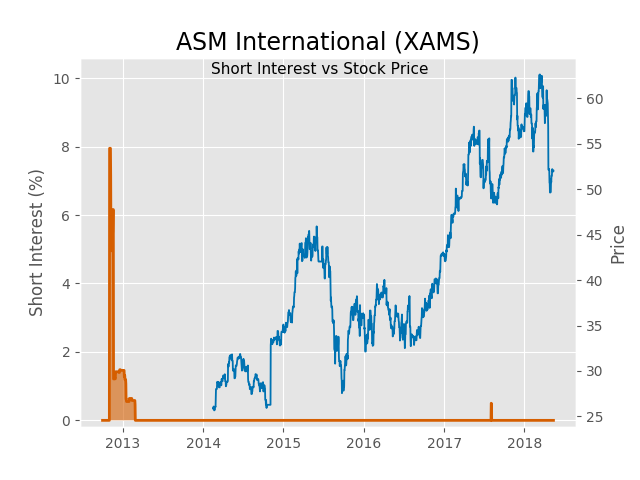 ASM International (XAMS)
Short Interest vs Stock Price
Short Interest (%)
10
8
6
4
2
0
60
55
50
45
40
35
30
25
Price
2013 2014 2015 2016 2017 2018